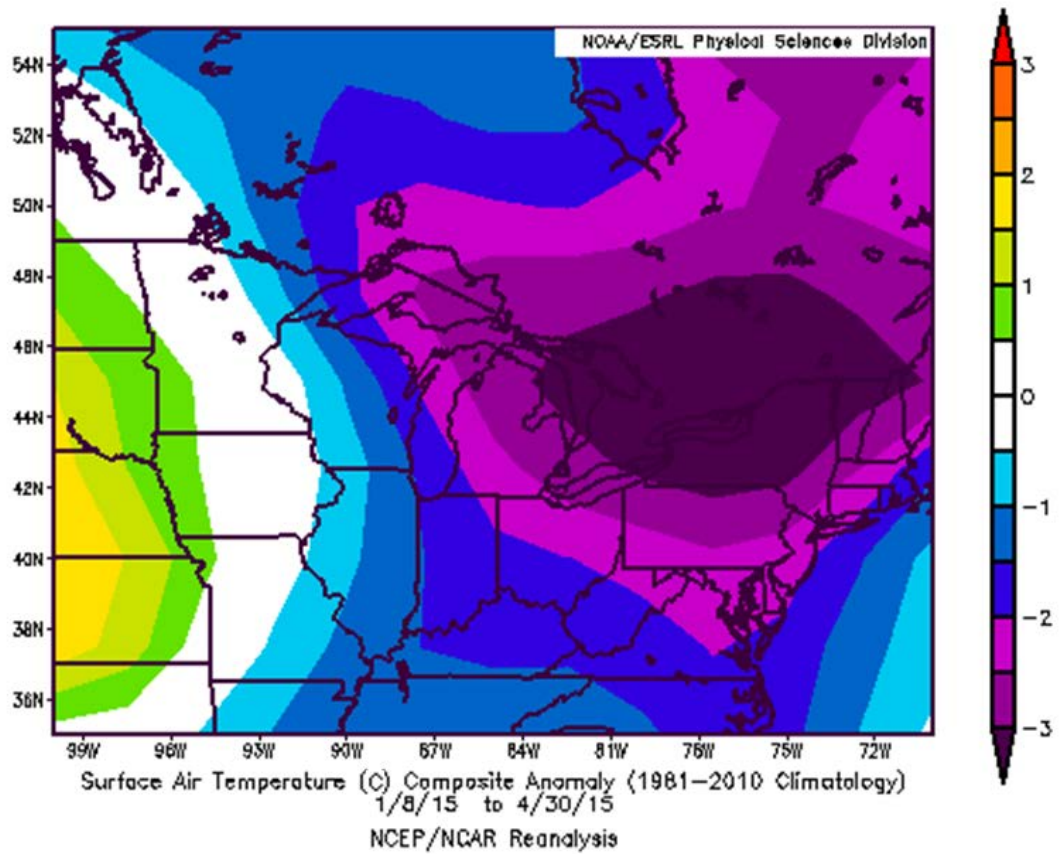 NOAA/ESRL Physical Sciences Division
54N
52N
50N
48N
46N
44N
42N
40N
38N
36N
99W 96W 93W 90W 87W 84W 81W 78W 75W 72W
3
2
1
0
-1
-2
-3
Surface Air Temperature (C) Composite Anomaly (1981-2010 Climatology)
1/8/15 to 4/30/15
NCEP/NCAR Reanalysis